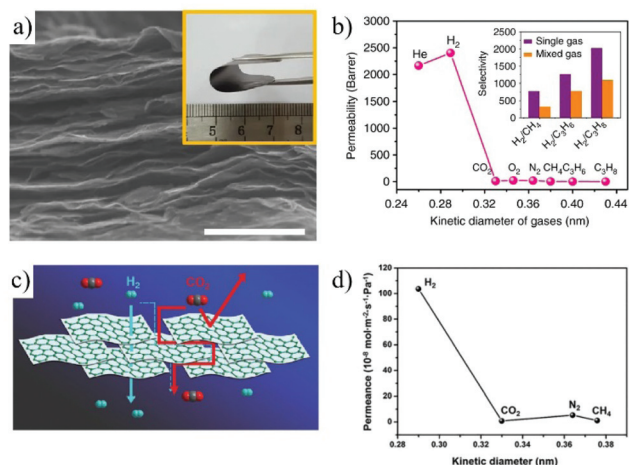 a)
5 6 7 8
b)
Permeability (Barrer)
3000
2500
2000
1500
1000
500
0
He
H₂
CO₂ O₂ N₂ CH₄ C₃H₆ C₃H₈
0.24 0.28 0.32 0.36 0.40 0.44
Kinetic diameter of gases (nm)
Selectivity
2500
2000
1500
1000
500
0
Single gas
Mixed gas
H₂/CH₄
H₂/C₃H₆
H₂/C₃H₈
c)
H₂
CO₂
d)
Permeance (10⁻⁸ mol·m⁻²·s⁻¹·Pa⁻¹)
120
100
80
60
40
20
0
H₂
CO₂
N₂
CH₄
0.28 0.29 0.30 0.31 0.32 0.33 0.34 0.35 0.36 0.37 0.38
Kinetic diameter (nm)